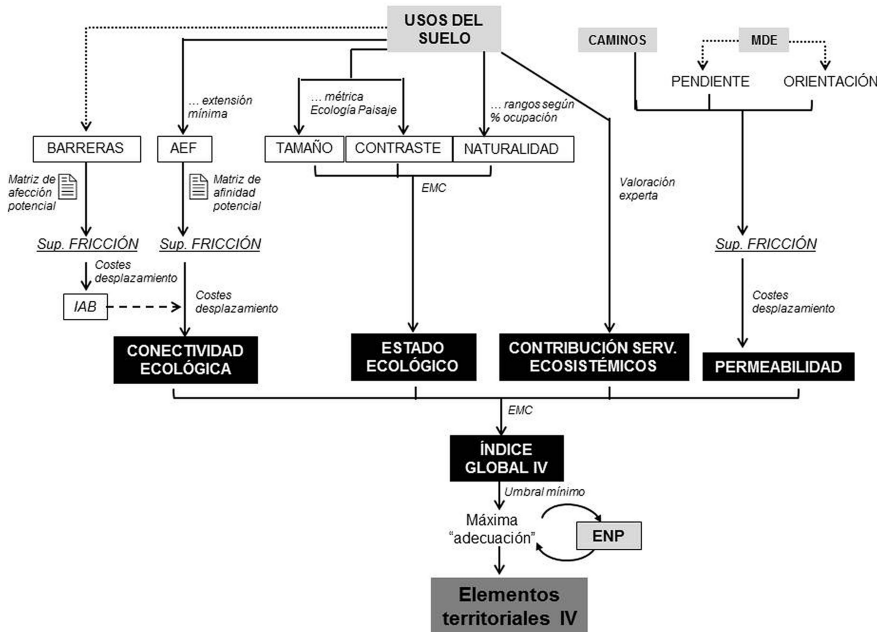 USOS DEL
SUELO
CAMINOS
MDE
PENDIENTE
ORIENTACIÓN
... extensión
mínima
... métrica
Ecología Paisaje
... rangos según
% ocupación
BARRERAS
AEF
TAMAÑO
CONTRASTE
NATURALIDAD
Matriz de
afección
potencial
Matriz de
afinidad
potencial
EMC
Valoración
experta
Sup. FRICCIÓN
Sup. FRICCIÓN
Sup. FRICCIÓN
Costes
desplazamiento
IAB
Costes
desplazamiento
Costes
desplazamiento
CONECTIVIDAD
ECOLÓGICA
ESTADO
ECOLÓGICO
CONTRIBUCIÓN SERV.
ECOSISTÉMICOS
PERMEABILIDAD
EMC
ÍNDICE
GLOBAL IV
Umbral mínimo
Máxima
"adecuación"
ENP
Elementos
territoriales IV